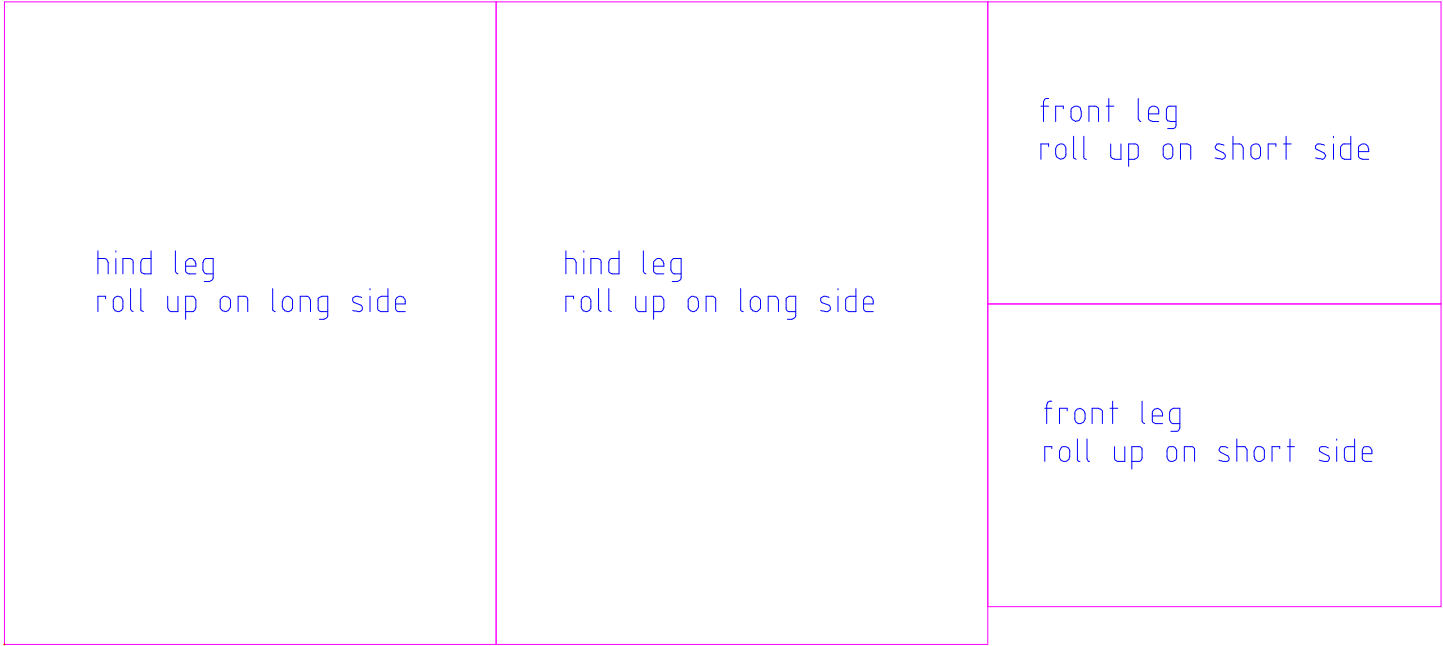 hind leg
roll up on long side
hind leg
roll up on long side
front leg
roll up on short side
front leg
roll up on short side